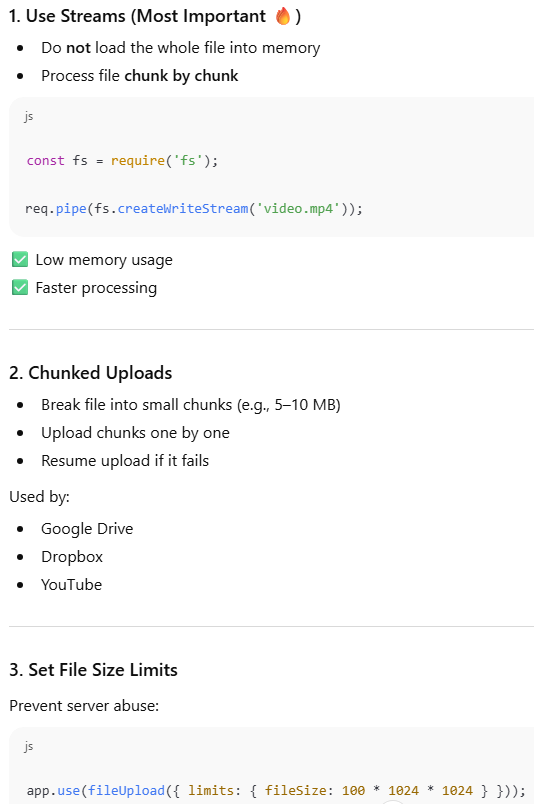 1. Use Streams (Most Important 🔥)
• Do not load the whole file into memory
• Process file chunk by chunk
js
const fs = require('fs');
req.pipe(fs.createWriteStream('video.mp4'));
✅ Low memory usage
✅ Faster processing
2. Chunked Uploads
• Break file into small chunks (e.g., 5–10 MB)
• Upload chunks one by one
• Resume upload if it fails
Used by:
• Google Drive
• Dropbox
• YouTube
3. Set File Size Limits
Prevent server abuse:
js
app.use(fileUpload({ limits: { fileSize: 100 * 1024 * 1024 } }));